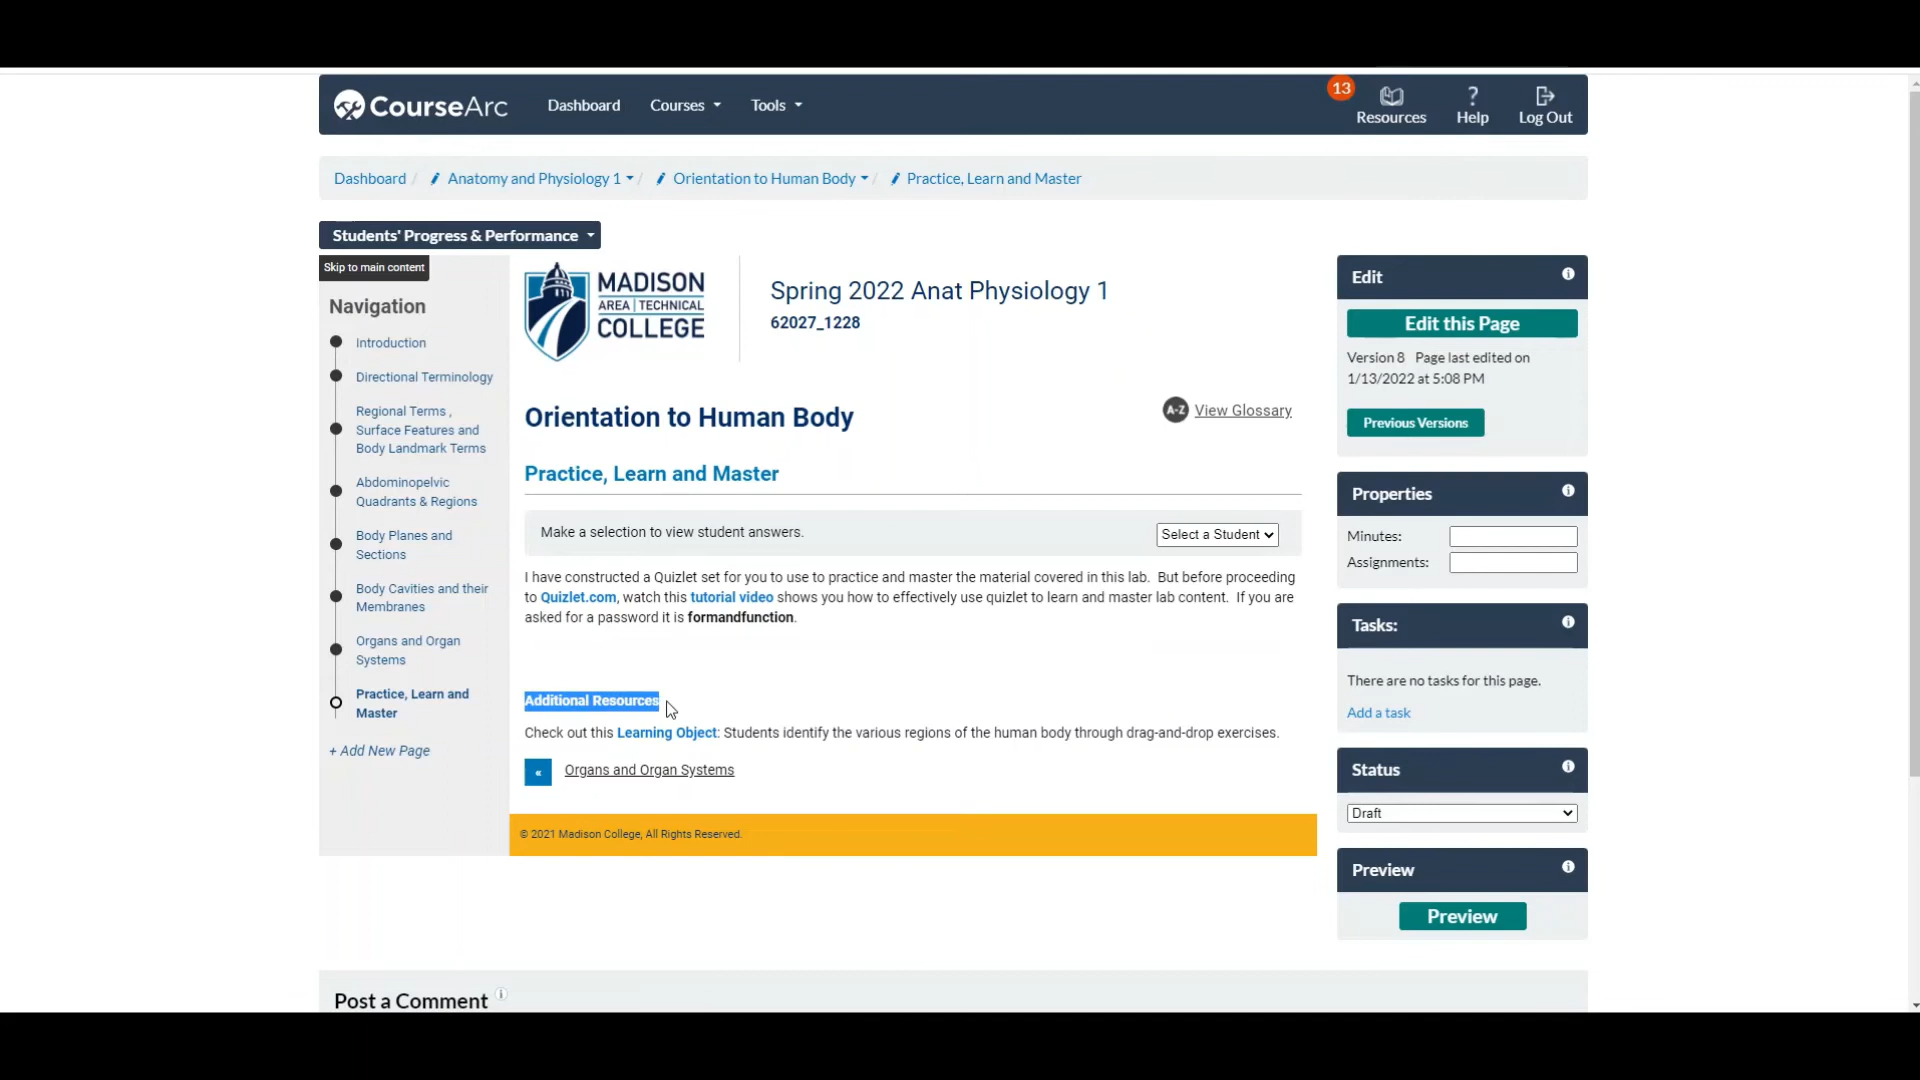 CourseArc
Dashboard
Courses
Tools
13
Resources
?
Help
Log Out
Dashboard / Anatomy and Physiology 1 / Orientation to Human Body / Practice, Learn and Master
Students' Progress & Performance
Skip to main content
Navigation
Introduction
Directional Terminology
Regional Terms ,
Surface Features and
Body Landmark Terms
Abdominopelvic
Quadrants & Regions
Body Planes and
Sections
Body Cavities and their
Membranes
Organs and Organ
Systems
Practice, Learn and
Master
+ Add New Page
MADISON
AREA | TECHNICAL
COLLEGE
Spring 2022 Anat Physiology 1
62027_1228
Orientation to Human Body
A-Z View Glossary
Practice, Learn and Master
Make a selection to view student answers.
Select a Student
I have constructed a Quizlet set for you to use to practice and master the material covered in this lab. But before proceeding
to Quizlet.com, watch this tutorial video shows you how to effectively use quizlet to learn and master lab content. If you are
asked for a password it is formandfunction.
Additional Resources
Check out this Learning Object: Students identify the various regions of the human body through drag-and-drop exercises.
« Organs and Organ Systems
© 2021 Madison College, All Rights Reserved.
Edit
i
Edit this Page
Version 8 Page last edited on
1/13/2022 at 5:08 PM
Previous Versions
Properties
i
Minutes:
Assignments:
Tasks:
i
There are no tasks for this page.
Add a task
Status
i
Draft
Preview
i
Preview
Post a Comment i